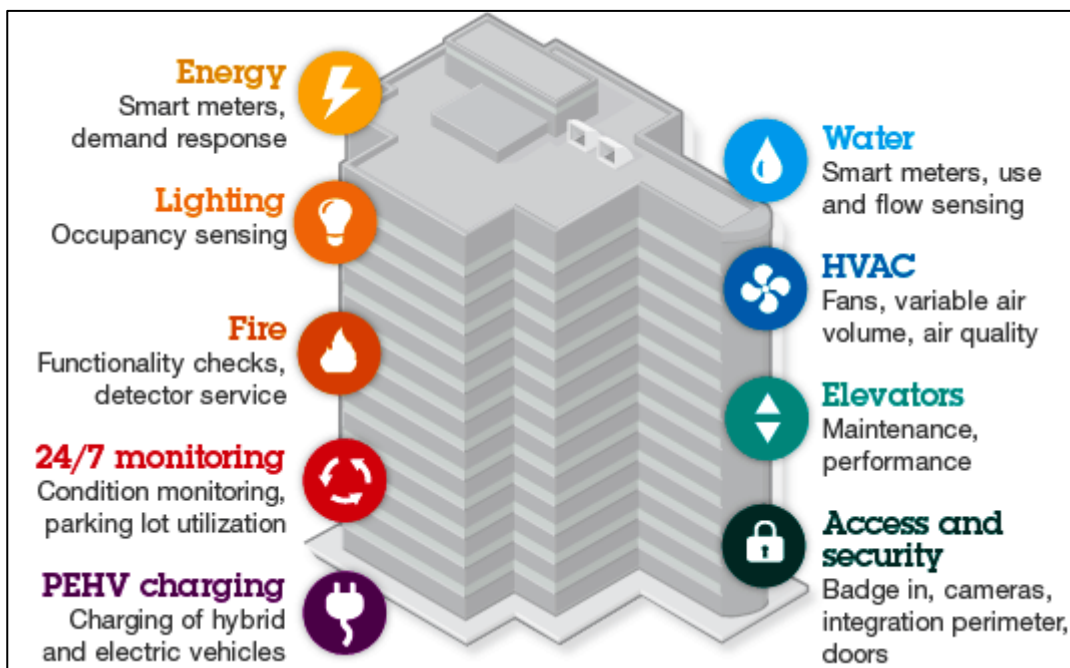 Energy
Smart meters,
demand response
Lighting
Occupancy sensing
Fire
Functionality checks,
detector service
24/7 monitoring
Condition monitoring,
parking lot utilization
PEHV charging
Charging of hybrid
and electric vehicles
Water
Smart meters, use
and flow sensing
HVAC
Fans, variable air
volume, air quality
Elevators
Maintenance,
performance
Access and
security
Badge in, cameras,
integration perimeter,
doors